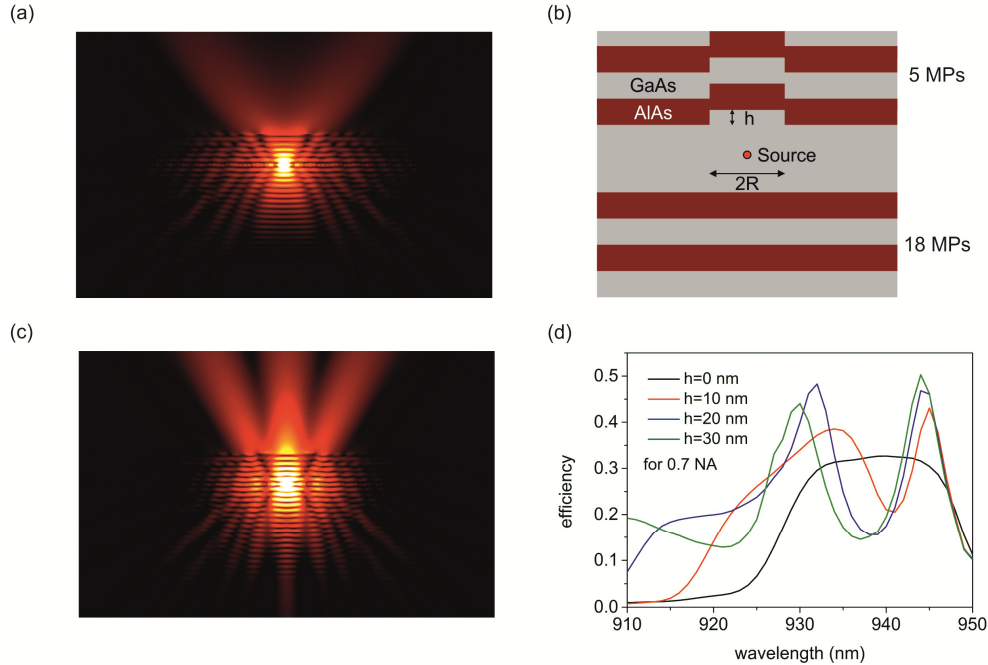 (a)
(b)
5 MPs
GaAs
AlAs
h
Source
2R
18 MPs
(c)
(d)
0.5
0.4
0.3
0.2
0.1
0.0
h=0 nm
h=10 nm
h=20 nm
h=30 nm
for 0.7 NA
efficiency
910 920 930 940 950
wavelength (nm)